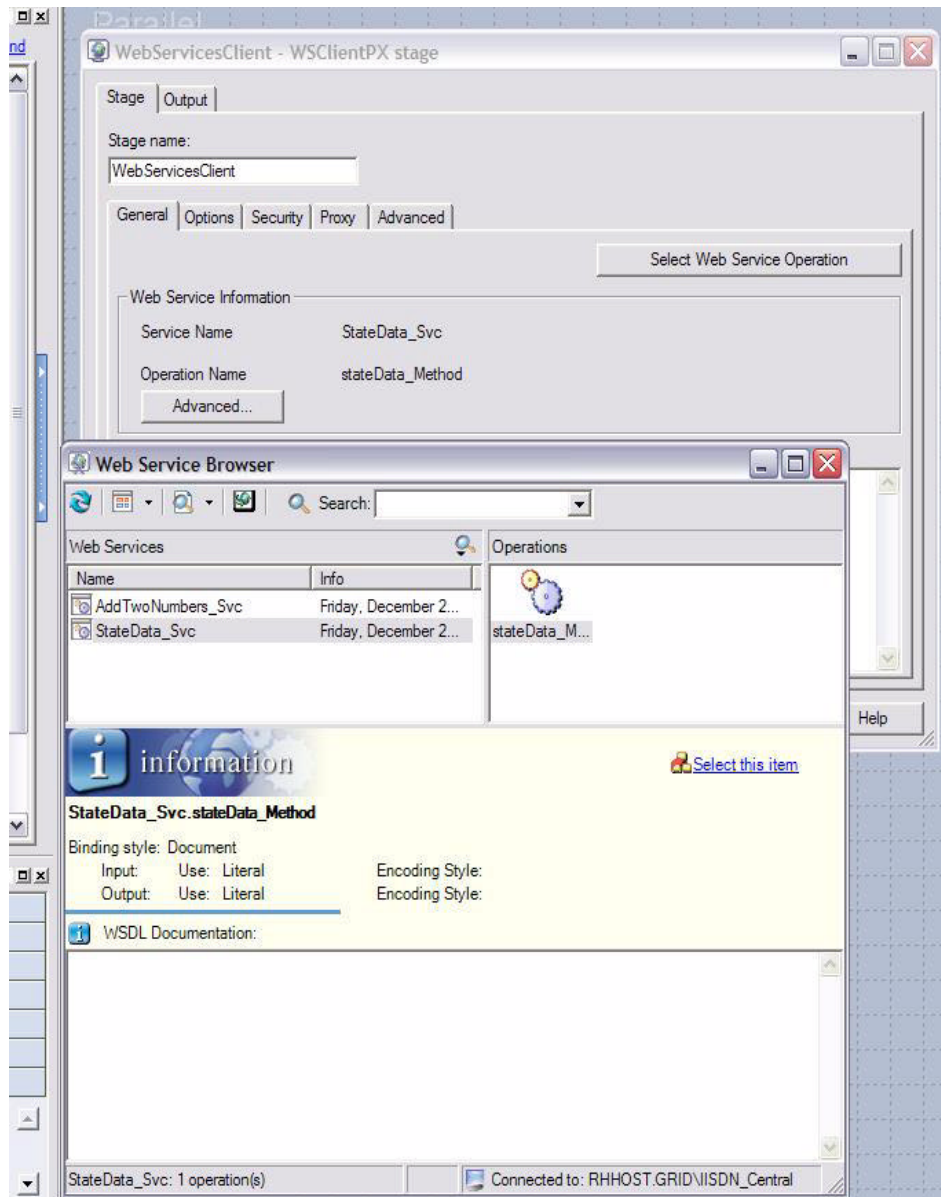 Parallel
nd
WebServicesClient - WSClientPX stage
Stage Output
Stage name:
WebServicesClient
General Options Security Proxy Advanced
Select Web Service Operation
Web Service Information
Service Name StateData_Svc
Operation Name stateData_Method
Advanced...
Web Service Browser
Search:
Web Services Operations
Name Info
AddTwoNumbers_Svc Friday, December 2...
StateData_Svc Friday, December 2... stateData_M...
Help
i information Select this item
StateData_Svc.stateData_Method
Binding style: Document
Input: Use: Literal Encoding Style:
Output: Use: Literal Encoding Style:
i WSDL Documentation:
StateData_Svc: 1 operation(s) Connected to: RHHOST.GRID\IISDN_Central